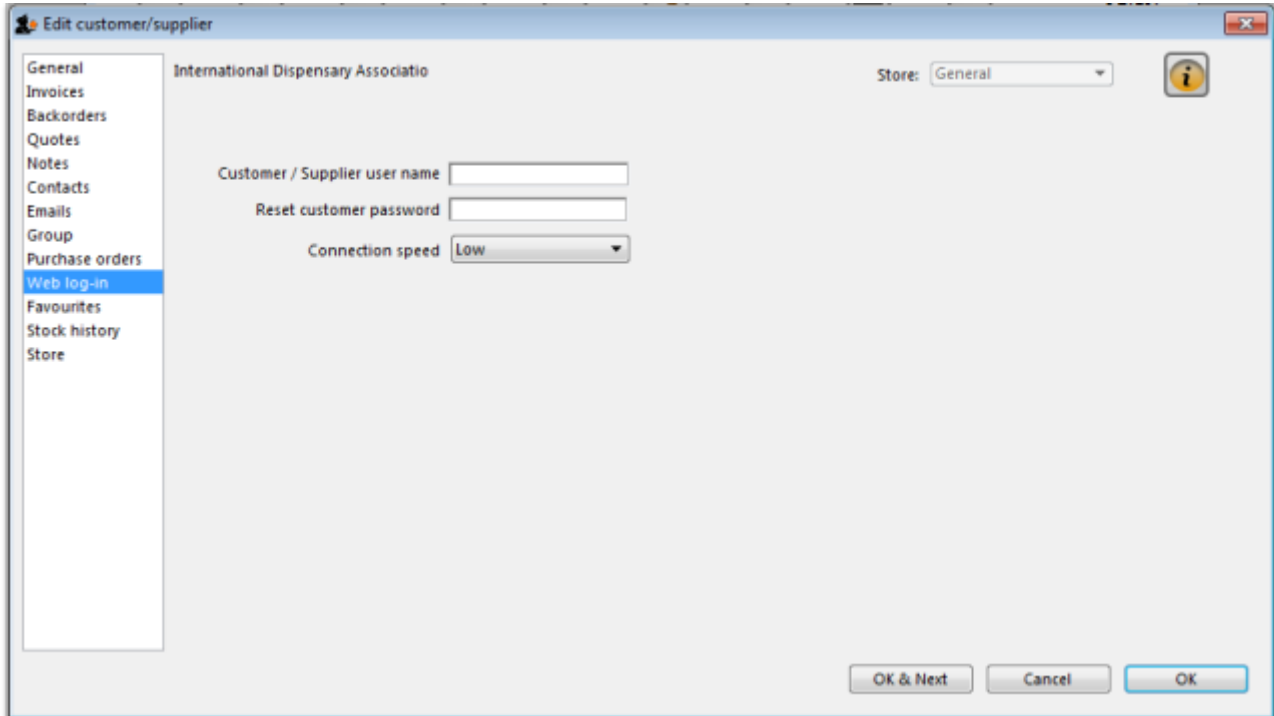 Edit customer/supplier
General
Invoices
Backorders
Quotes
Notes
Contacts
Emails
Group
Purchase orders
Web log-in
Favourites
Stock history
Store
International Dispensary Associatio
Store: General
Customer / Supplier user name
Reset customer password
Connection speed Low
OK & Next Cancel OK